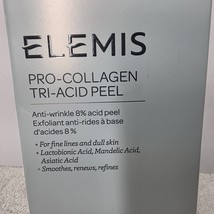 ELEMIS
PRO-COLLAGEN
TRI-ACID PEEL
Anti-wrinkle 8% acid peel
Exfoliant anti-rides à base
d'acides 8 %
• For fine lines and dull skin
• Lactobionic Acid, Mandelic Acid,
Asiatic Acid
• Smoothes, renews, refines